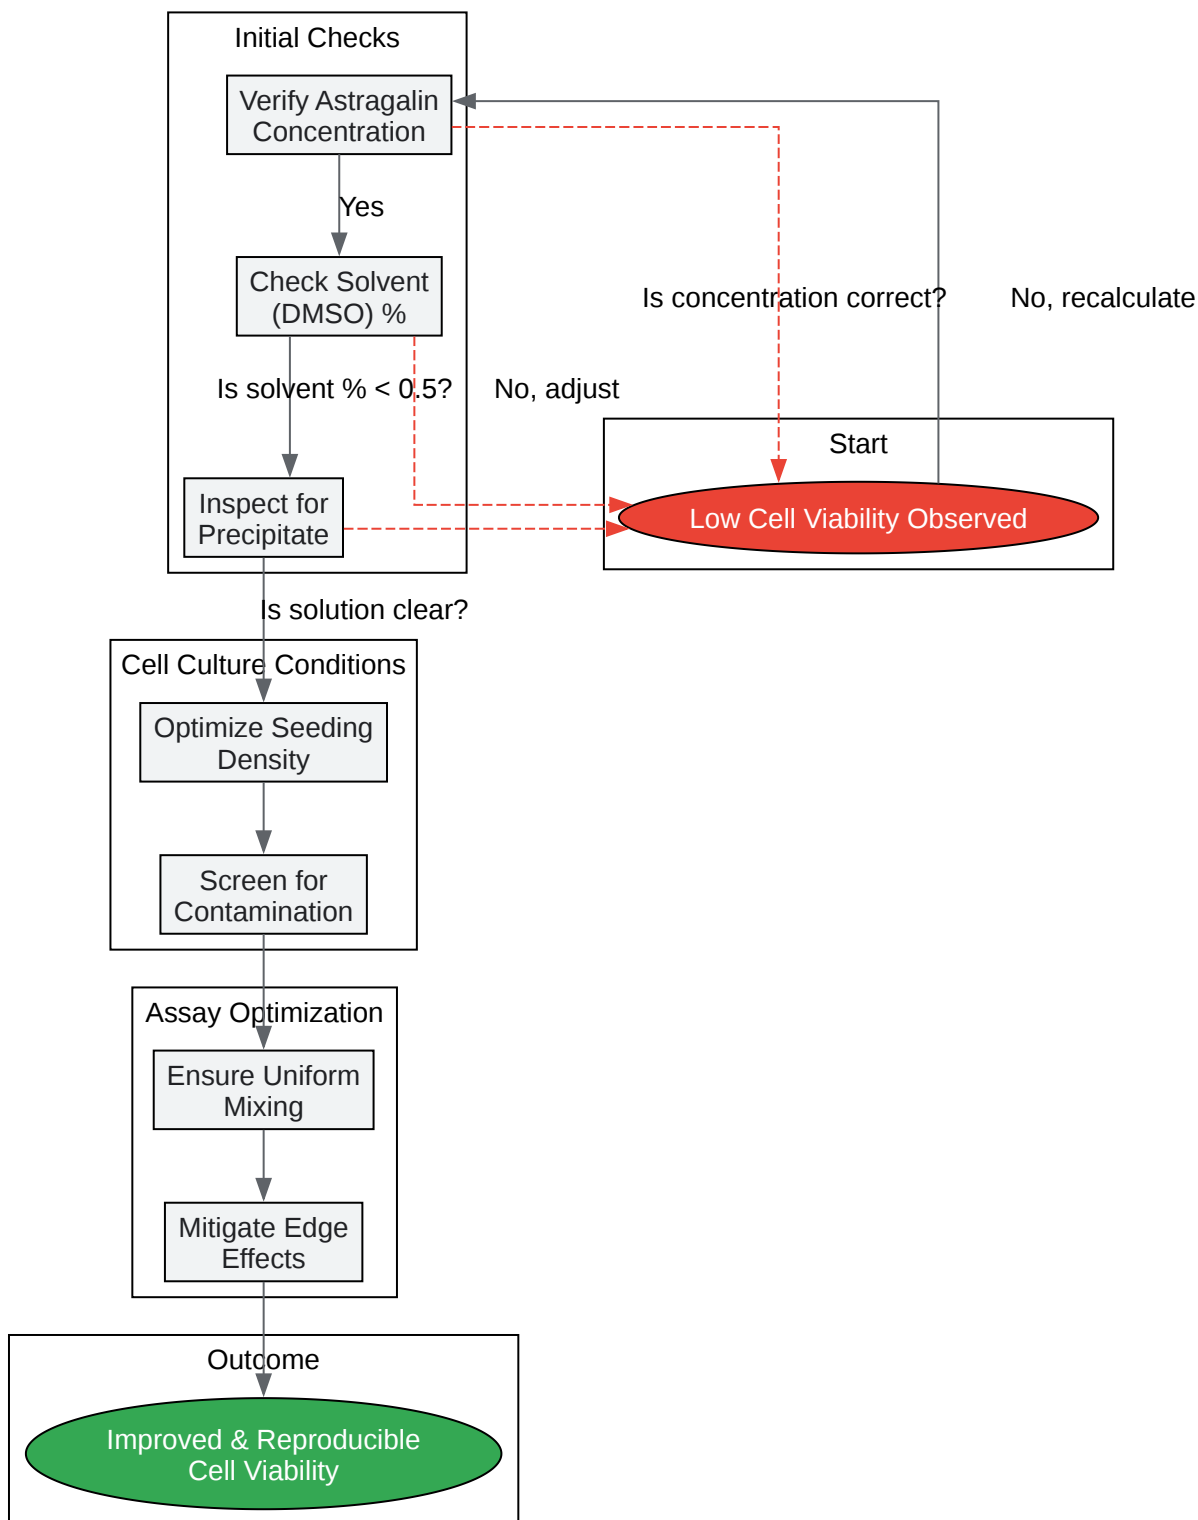 Initial Checks
Verify Astragalin
Concentration
Yes
Check Solvent
(DMSO) %
Is concentration correct?
No, recalculate
Is solvent % < 0.5?
No, adjust
Start
Inspect for
Precipitate
Low Cell Viability Observed
Is solution clear?
Cell Culture Conditions
Optimize Seeding
Density
Screen for
Contamination
Assay Optimization
Ensure Uniform
Mixing
Mitigate Edge
Effects
Outcome
Improved & Reproducible
Cell Viability